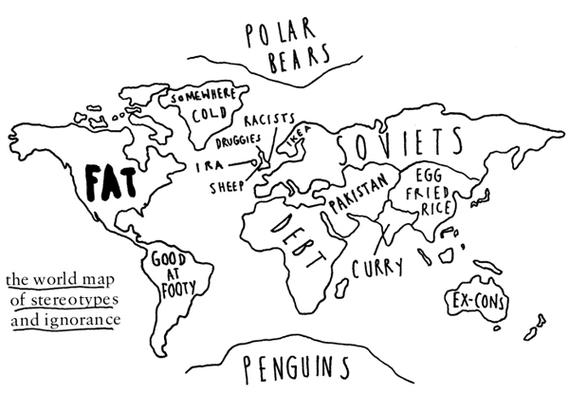 POLAR
BEARS
SOMEWHERE
COLD
RACISTS
DRUGGIES
IKEA
SOVIETS
IRA
SHEEP
FAT
PAKISTAN
EGG
FRIED
RICE
DEBT
CURRY
GOOD
AT
FOOTY
the world map
of stereotypes
and ignorance
EX-CONS
PENGUINS